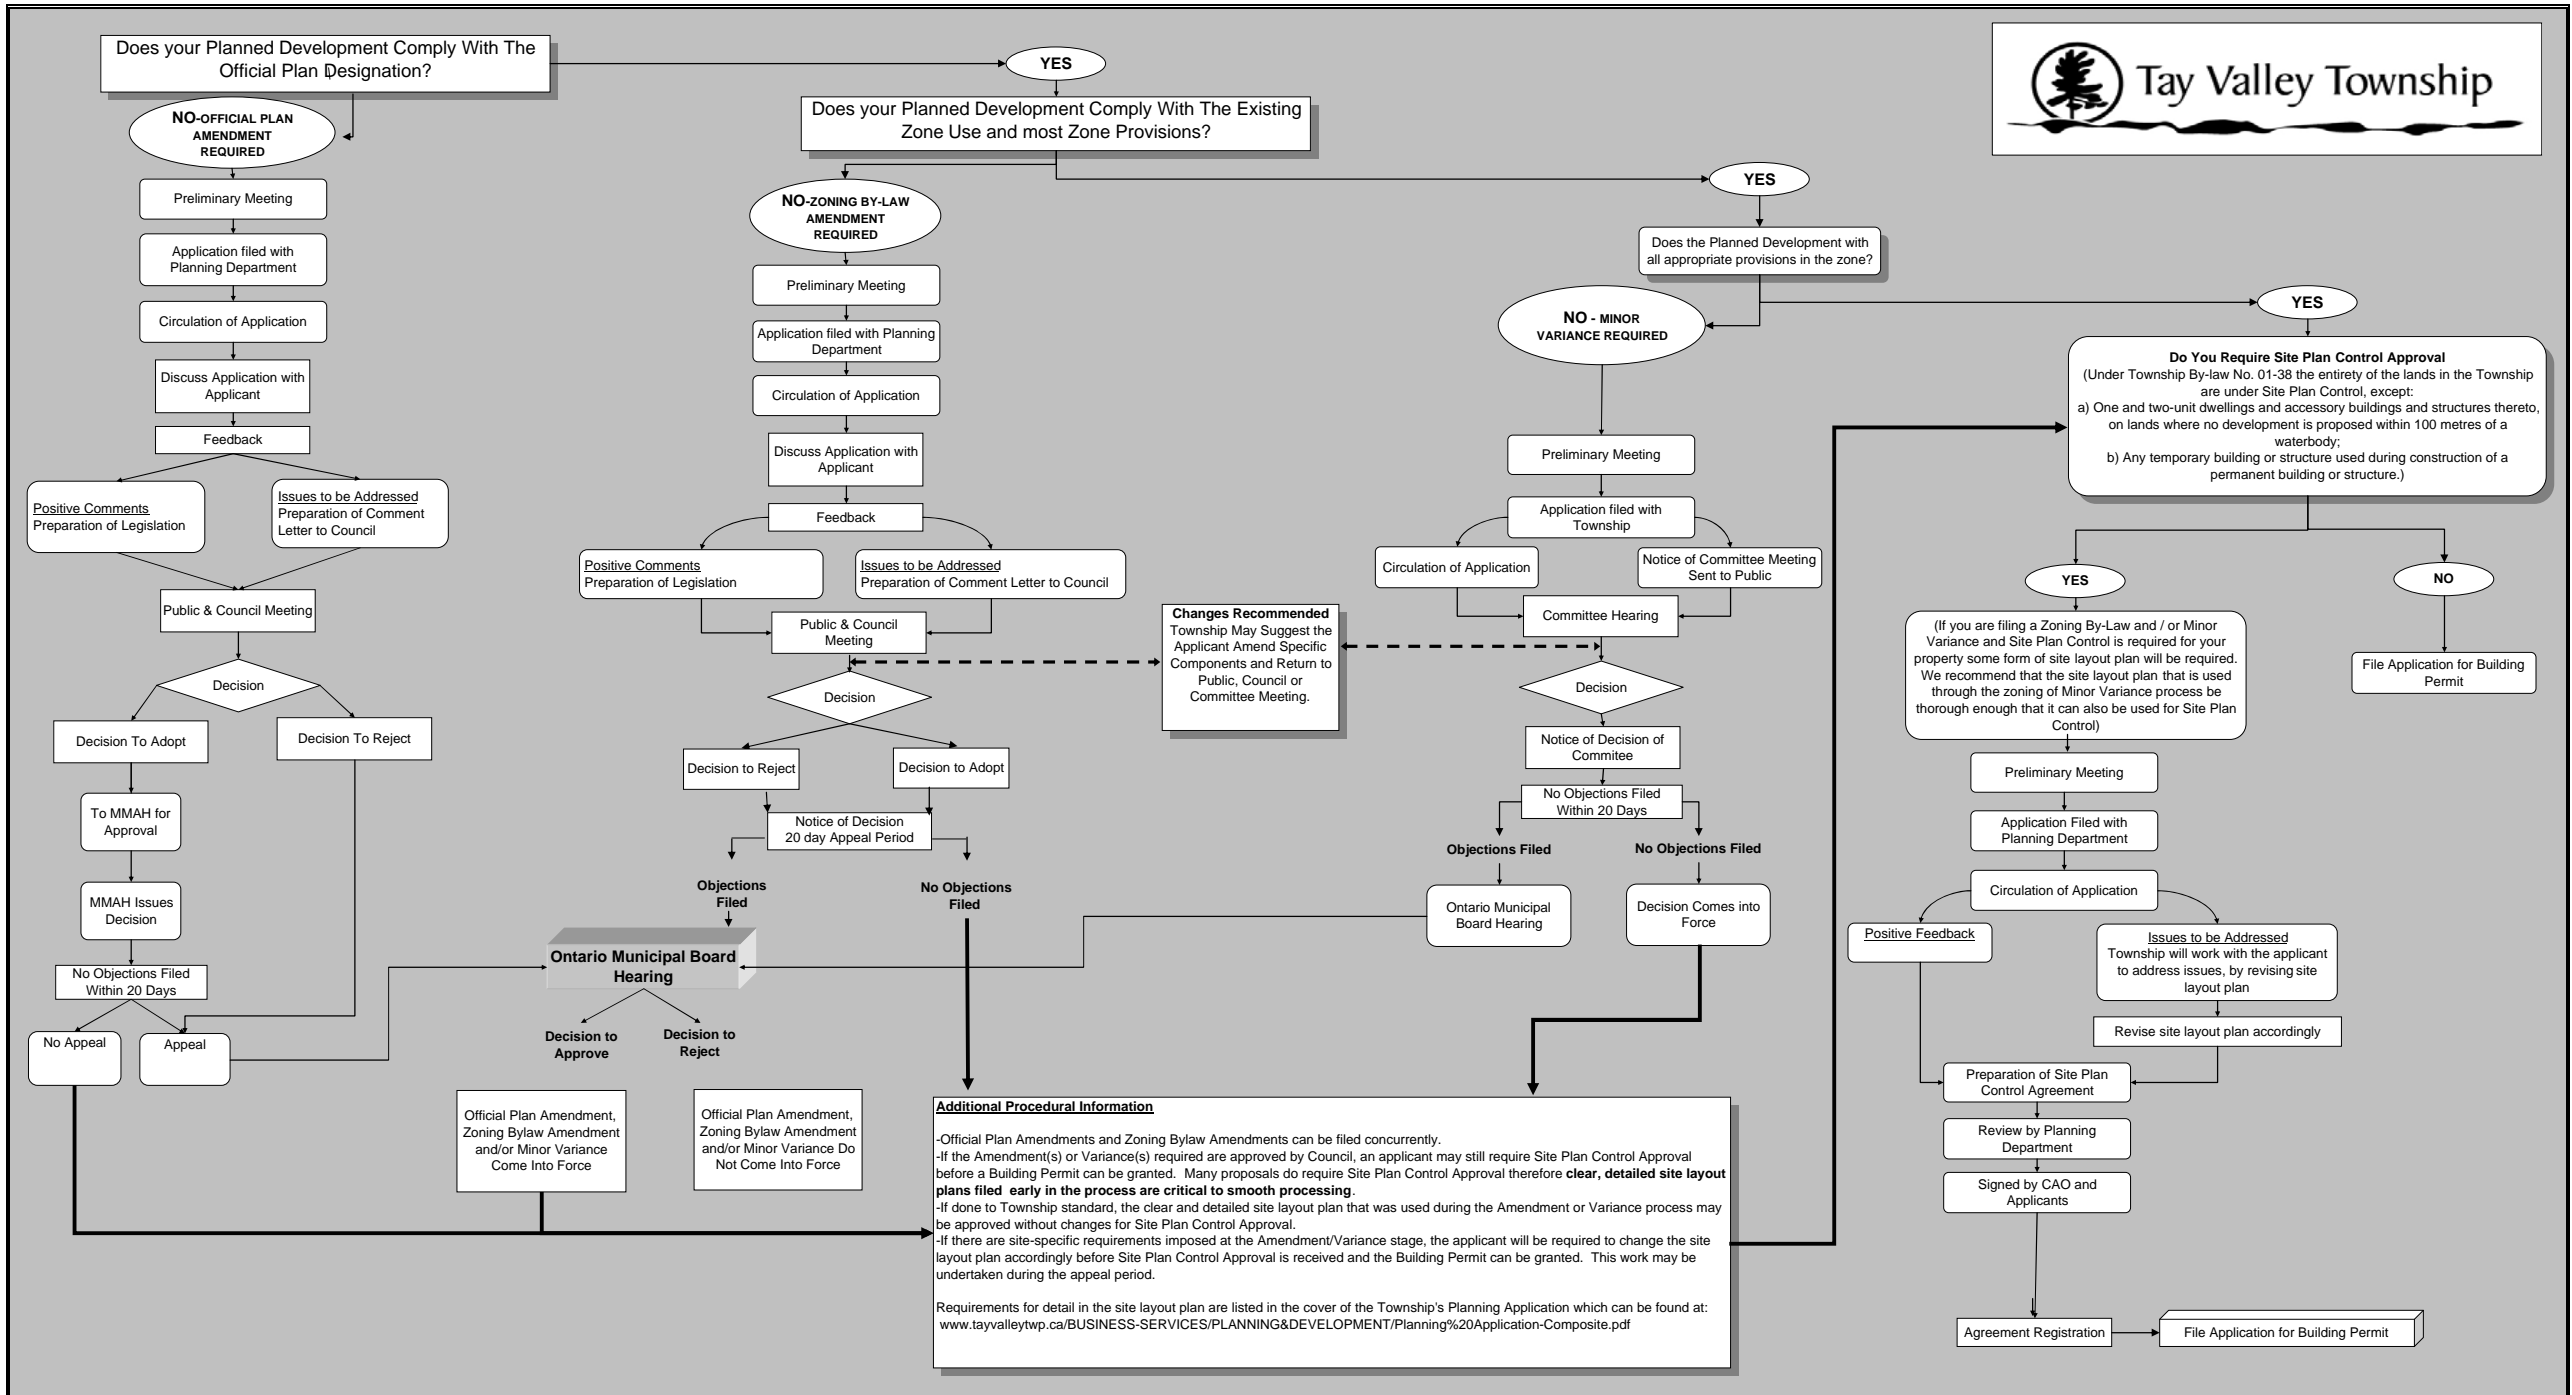 Does your Planned Development Comply With The
Official Plan Designation?
YES
Tay Valley Township
NO-OFFICIAL PLAN
AMENDMENT
REQUIRED
Preliminary Meeting
Application filed with
Planning Department
Circulation of Application
Discuss Application with
Applicant
Feedback
Positive Comments
Preparation of Legislation
Issues to be Addressed
Preparation of Comment
Letter to Council
Public & Council Meeting
Decision
Decision To Adopt
Decision To Reject
To MMAH for
Approval
MMAH Issues
Decision
No Objections Filed
Within 20 Days
No Appeal
Appeal
Does your Planned Development Comply With The Existing
Zone Use and most Zone Provisions?
NO-ZONING BY-LAW
AMENDMENT
REQUIRED
Preliminary Meeting
Application filed with Planning
Department
Circulation of Application
Discuss Application with
Applicant
Feedback
Positive Comments
Preparation of Legislation
Issues to be Addressed
Preparation of Comment Letter to Council
Public & Council
Meeting
Decision
Decision to Reject
Decision to Adopt
Notice of Decision
20 day Appeal Period
Objections
Filed
No Objections
Filed
Ontario Municipal Board
Hearing
Decision to
Approve
Decision to
Reject
Official Plan Amendment,
Zoning Bylaw Amendment
and/or Minor Variance
Come Into Force
Official Plan Amendment,
Zoning Bylaw Amendment
and/or Minor Variance Do
Not Come Into Force
Changes Recommended
Township May Suggest the
Applicant Amend Specific
Components and Return to
Public, Council or
Committee Meeting.
YES
Does the Planned Development with
all appropriate provisions in the zone?
NO - MINOR
VARIANCE REQUIRED
Preliminary Meeting
Application filed with
Township
Circulation of Application
Notice of Committee Meeting
Sent to Public
Committee Hearing
Decision
Notice of Decision of
Commitee
No Objections Filed
Within 20 Days
Objections Filed
No Objections Filed
Ontario Municipal
Board Hearing
Decision Comes into
Force
Additional Procedural Information
-Official Plan Amendments and Zoning Bylaw Amendments can be filed concurrently.
-If the Amendment(s) or Variance(s) required are approved by Council, an applicant may still require Site Plan Control Approval
before a Building Permit can be granted. Many proposals do require Site Plan Control Approval therefore clear, detailed site layout
plans filed early in the process are critical to smooth processing.
-If done to Township standard, the clear and detailed site layout plan that was used during the Amendment or Variance process may
be approved without changes for Site Plan Control Approval.
-If there are site-specific requirements imposed at the Amendment/Variance stage, the applicant will be required to change the site
layout plan accordingly before Site Plan Control Approval is received and the Building Permit can be granted. This work may be
undertaken during the appeal period.
Requirements for detail in the site layout plan are listed in the cover of the Township's Planning Application which can be found at:
www.tayvalleytwp.ca/BUSINESS-SERVICES/PLANNING&DEVELOPMENT/Planning%20Application-Composite.pdf
YES
Do You Require Site Plan Control Approval
(Under Township By-law No. 01-38 the entirety of the lands in the Township
are under Site Plan Control, except:
a) One and two-unit dwellings and accessory buildings and structures thereto,
on lands where no development is proposed within 100 metres of a
waterbody;
b) Any temporary building or structure used during construction of a
permanent building or structure.)
YES
NO
(If you are filing a Zoning By-Law and / or Minor
Variance and Site Plan Control is required for your
property some form of site layout plan will be required.
We recommend that the site layout plan that is used
through the zoning of Minor Variance process be
thorough enough that it can also be used for Site Plan
Control)
File Application for Building
Permit
Preliminary Meeting
Application Filed with
Planning Department
Circulation of Application
Positive Feedback
Issues to be Addressed
Township will work with the applicant
to address issues, by revising site
layout plan
Revise site layout plan accordingly
Preparation of Site Plan
Control Agreement
Review by Planning
Department
Signed by CAO and
Applicants
Agreement Registration
File Application for Building Permit